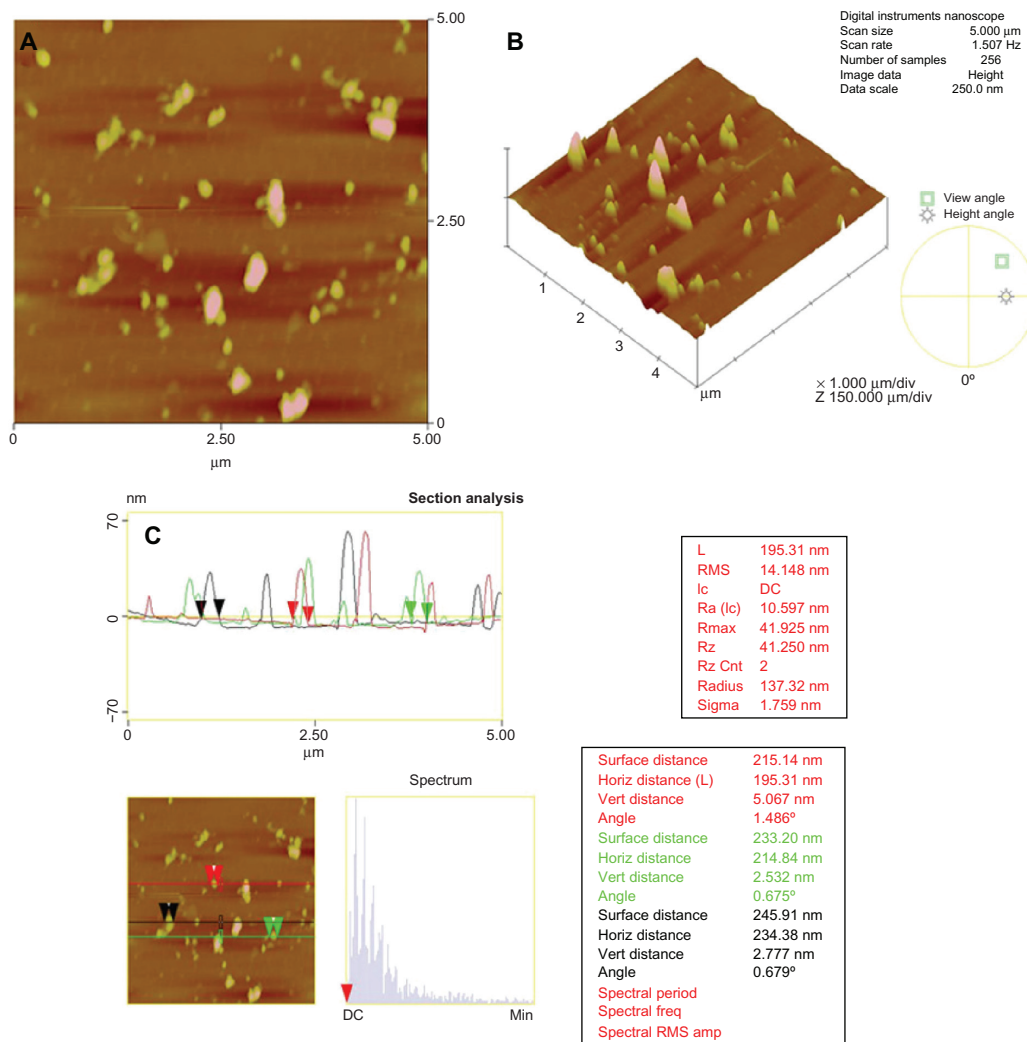 A
5.00
2.50
0
0
2.50
5.00
μm
B
Digital instruments nanoscope
Scan size 5.000 μm
Scan rate 1.507 Hz
Number of samples 256
Image data Height
Data scale 250.0 nm
View angle
Height angle
0º
1
2
3
4
μm
× 1.000 μm/div
Z 150.000 μm/div
nm
Section analysis
C
70
0
−70
0
2.50
5.00
μm
L 195.31 nm
RMS 14.148 nm
lc DC
Ra (lc) 10.597 nm
Rmax 41.925 nm
Rz 41.250 nm
Rz Cnt 2
Radius 137.32 nm
Sigma 1.759 nm
Spectrum
DC
Min
Surface distance 215.14 nm
Horiz distance (L) 195.31 nm
Vert distance 5.067 nm
Angle 1.486º
Surface distance 233.20 nm
Horiz distance 214.84 nm
Vert distance 2.532 nm
Angle 0.675º
Surface distance 245.91 nm
Horiz distance 234.38 nm
Vert distance 2.777 nm
Angle 0.679º
Spectral period
Spectral freq
Spectral RMS amp